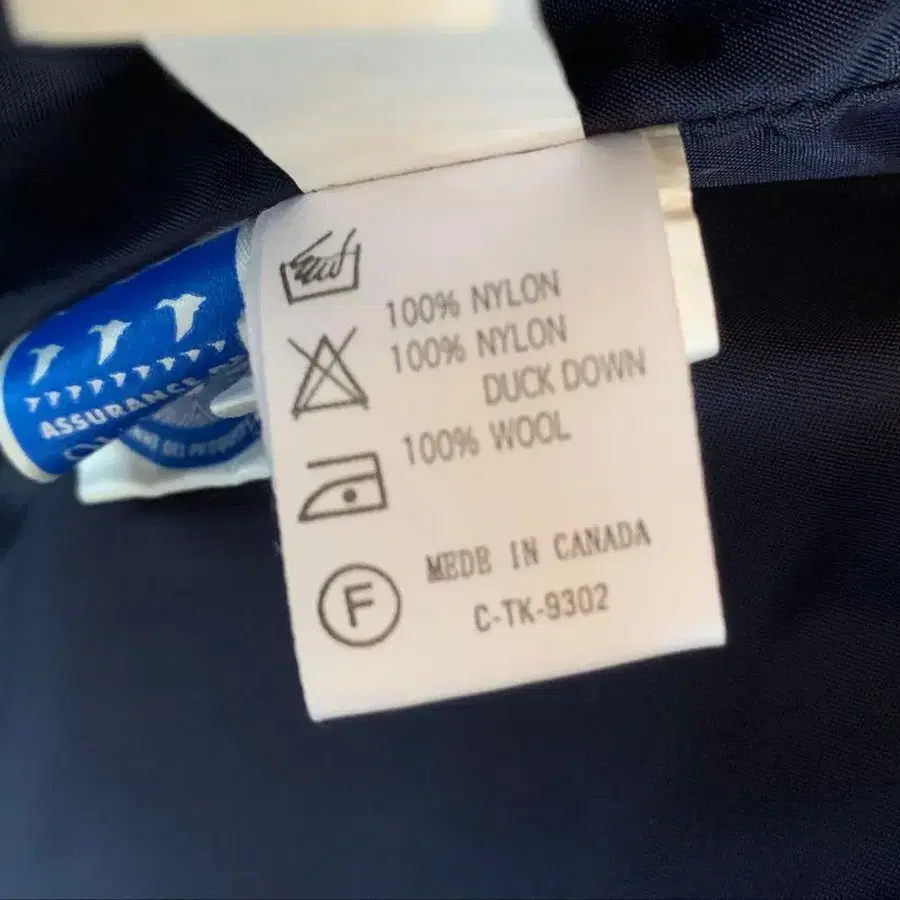 100% NYLON
100% NYLON
DUCK DOWN
100% WOOL
F
MEDE IN CANADA
C-TK-9302
ASSURANCE